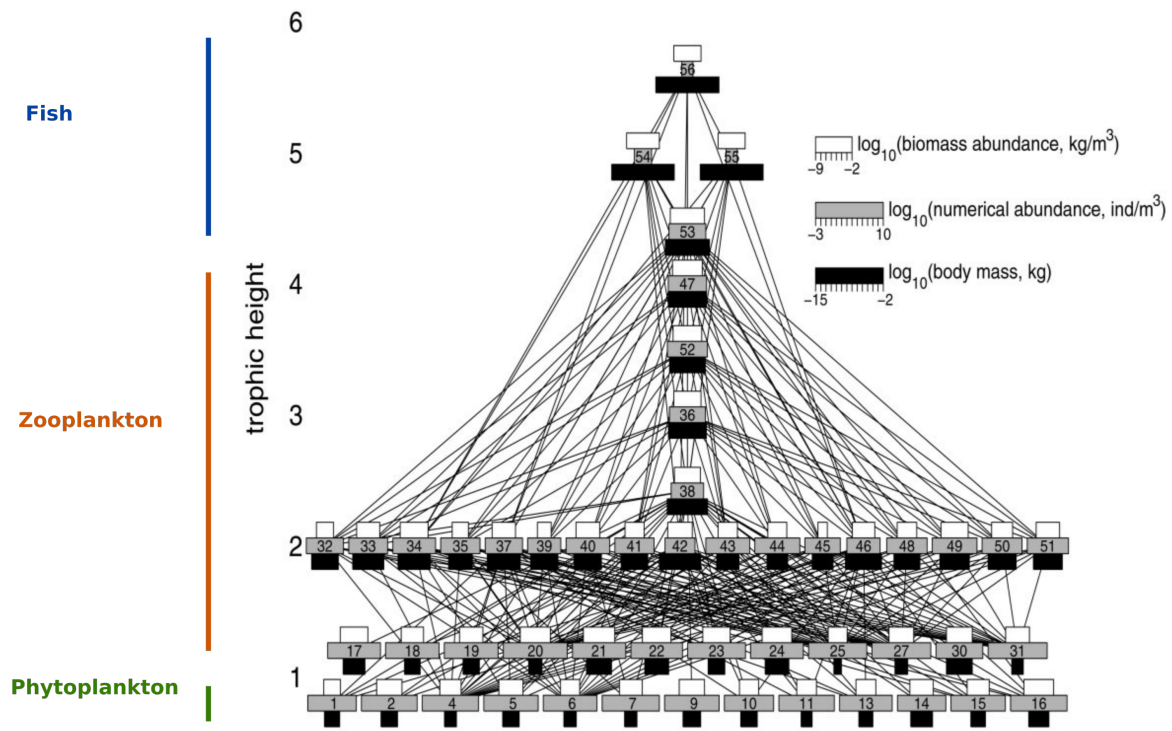 6
56
Fish
5
54 55
log10(biomass abundance, kg/m3)
−9 −2
log10(numerical abundance, ind/m3)
−3 10
log10(body mass, kg)
−15 −2
53
4
47
trophic height
52
Zooplankton
3
36
38
2
32 33 34 35 37 39 40 41 42 43 44 45 46 48 49 50 51
17 18 19 20 21 22 23 24 25 27 30 31
Phytoplankton
1
1 2 4 5 6 7 9 10 11 13 14 15 16